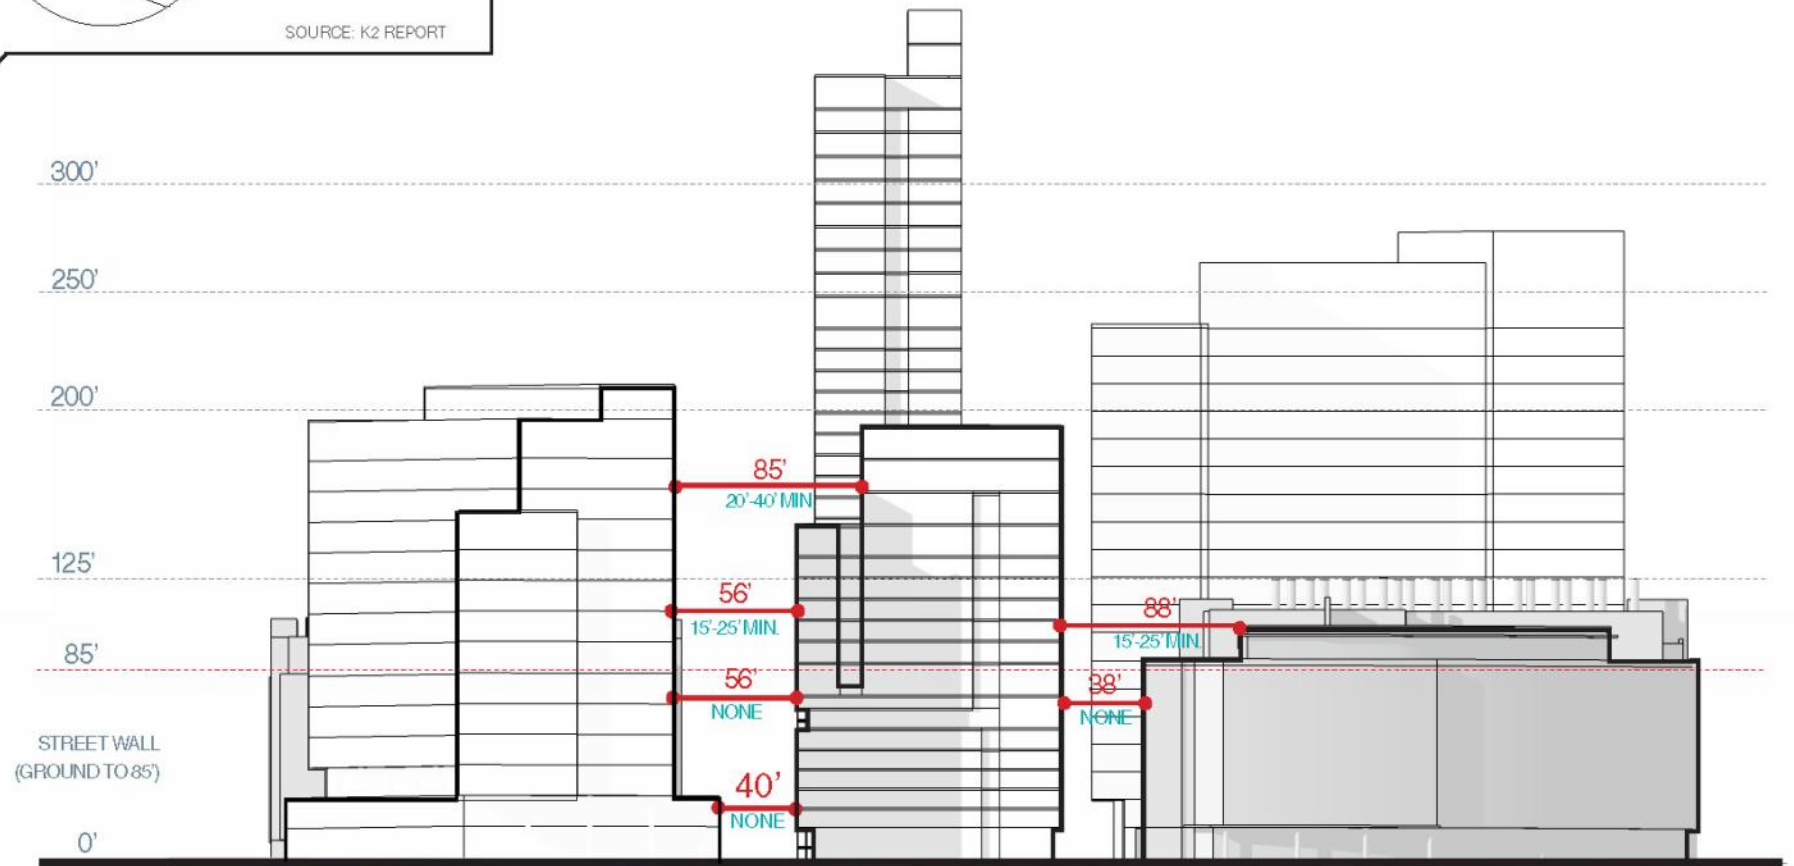 SOURCE: K2 REPORT
300'
250'
200'
85'
20'-40' MIN
125'
56'
15'-25' MIN.
88'
15'-25' MIN.
85'
56'
NONE
38'
NONE
STREET WALL
(GROUND TO 85')
40'
NONE
0'